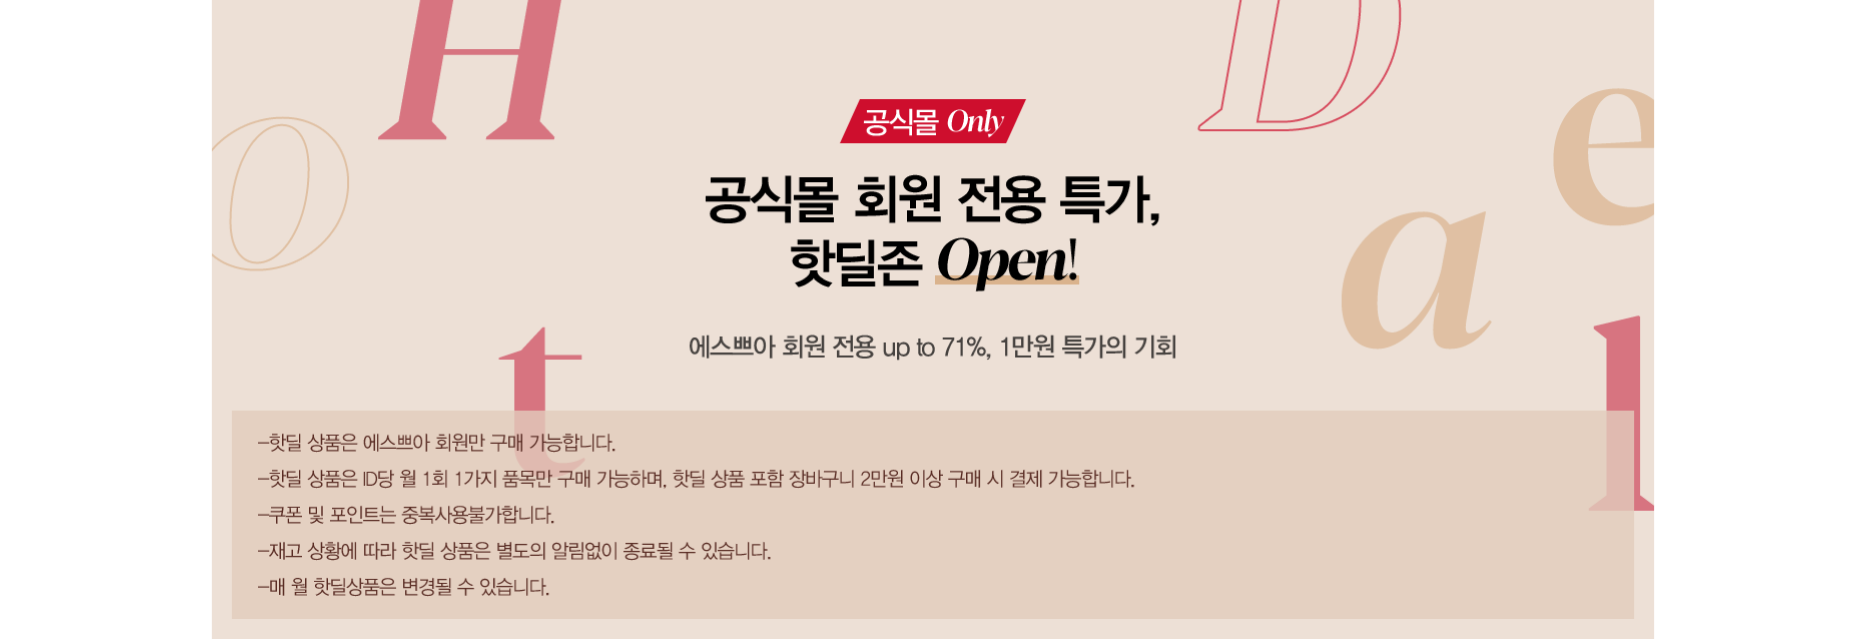 H
D
o
e
a
t
l
공식몰 Only
공식몰 회원 전용 특가,
핫딜존 Open!
에스쁘아 회원 전용 up to 71%, 1만원 특가의 기회
-핫딜 상품은 에스쁘아 회원만 구매 가능합니다.
-핫딜 상품은 ID당 월 1회 1가지 품목만 구매 가능하며, 핫딜 상품 포함 장바구니 2만원 이상 구매 시 결제 가능합니다.
-쿠폰 및 포인트는 중복사용불가합니다.
-재고 상황에 따라 핫딜 상품은 별도의 알림없이 종료될 수 있습니다.
-매 월 핫딜상품은 변경될 수 있습니다.